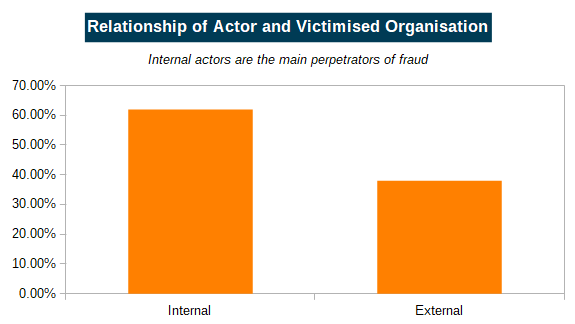 Relationship of Actor and Victimised Organisation
Internal actors are the main perpetrators of fraud
70.00%
60.00%
50.00%
40.00%
30.00%
20.00%
10.00%
0.00%
Internal External